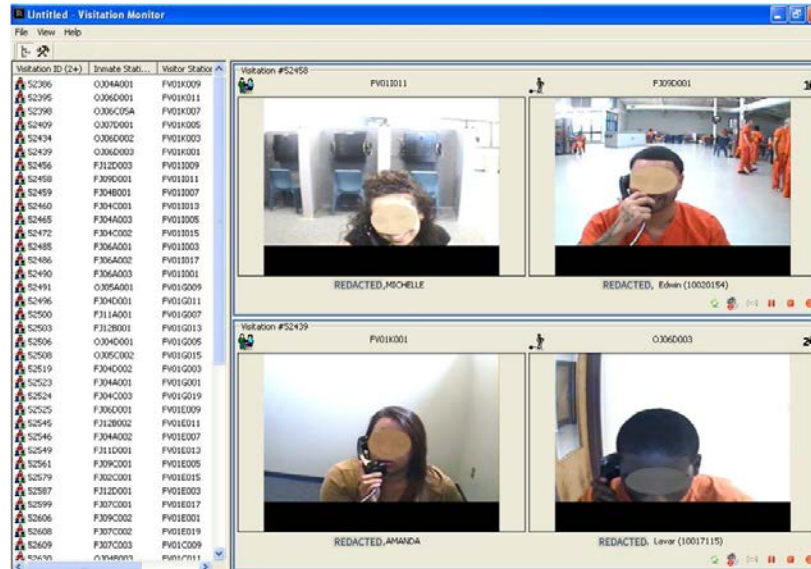 Untitled - Visitation Monitor
File View Help
Visitation ID (2+) Inmate Stati... Visitor Station
52386 OJ04A001 FV01K009
52395 OJ06D001 FV01K011
52398 OJ06C05A FV01K007
52409 OJ07D001 FV01K005
52434 OJ06D002 FV01K003
52439 OJ06D003 FV01K001
52456 FJ12D003 FV01I009
52458 FJ09D001 FV01I011
52459 FJ04B001 FV01I007
52460 FJ04C001 FV01I013
52465 FJ04A003 FV01I005
52472 FJ04C002 FV01I015
52485 FJ06A001 FV01I003
52486 FJ06A002 FV01I017
52490 FJ06A003 FV01I001
52491 OJ05A001 FV01G009
52496 FJ04D001 FV01G011
52500 FJ11A001 FV01G007
52503 FJ12B001 FV01G013
52506 OJ04D001 FV01G005
52508 OJ05C002 FV01G015
52519 FJ04D002 FV01G003
52523 FJ04A001 FV01G001
52524 FJ04C003 FV01G019
52525 FJ06D001 FV01E009
52545 FJ12B002 FV01E011
52546 FJ04A002 FV01E007
52549 FJ11D001 FV01E013
52561 FJ09C001 FV01E005
52579 FJ02C001 FV01E015
52587 FJ12D001 FV01E003
52599 FJ07C001 FV01E017
52606 FJ09C002 FV01E001
52608 FJ07C002 FV01E019
52609 FJ07C003 FV01C009
52630 OJ04B003 FV01C011
Visitation #52458
FV01I011 FJ09D001
REDACTED,MICHELLE REDACTED, Edwin (10020154)
Visitation #52439
FV01K001 OJ06D003
REDACTED,AMANDA REDACTED, Lavar (10017115)